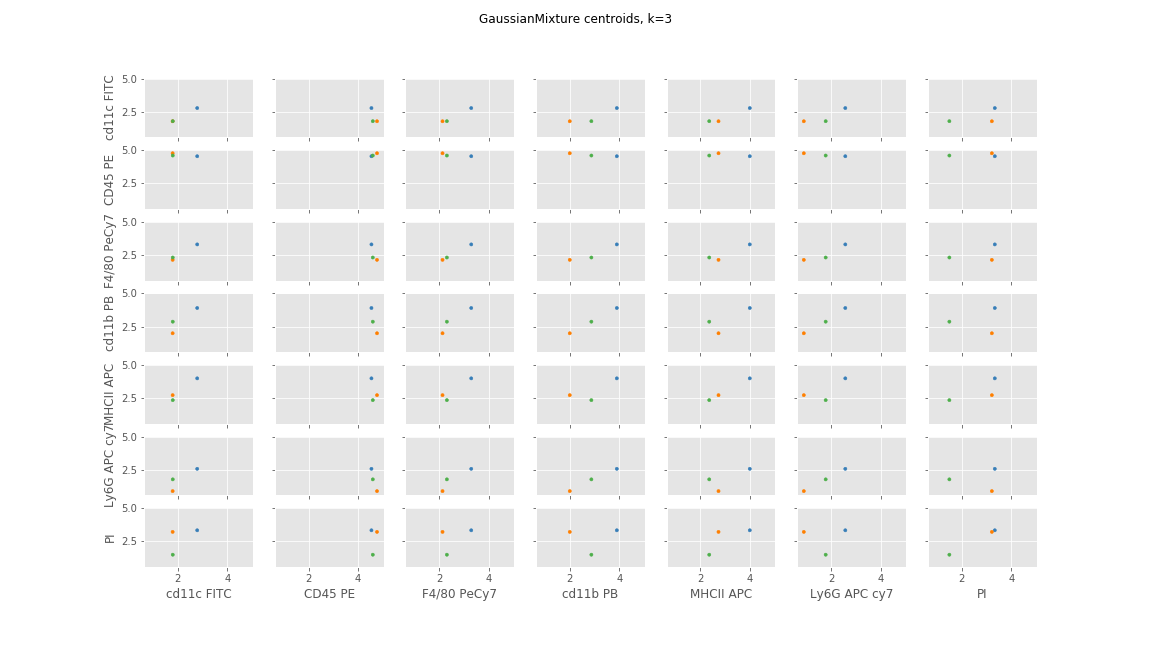 GaussianMixture centroids, k=3
cd11c FITC
5.0
2.5
CD45 PE
5.0
2.5
F4/80 PeCy7
5.0
2.5
cd11b PB
5.0
2.5
MHCII APC
5.0
2.5
Ly6G APC cy7
5.0
2.5
PI
5.0
2.5
2 4 2 4 2 4 2 4 2 4 2 4 2 4
cd11c FITC CD45 PE F4/80 PeCy7 cd11b PB MHCII APC Ly6G APC cy7 PI